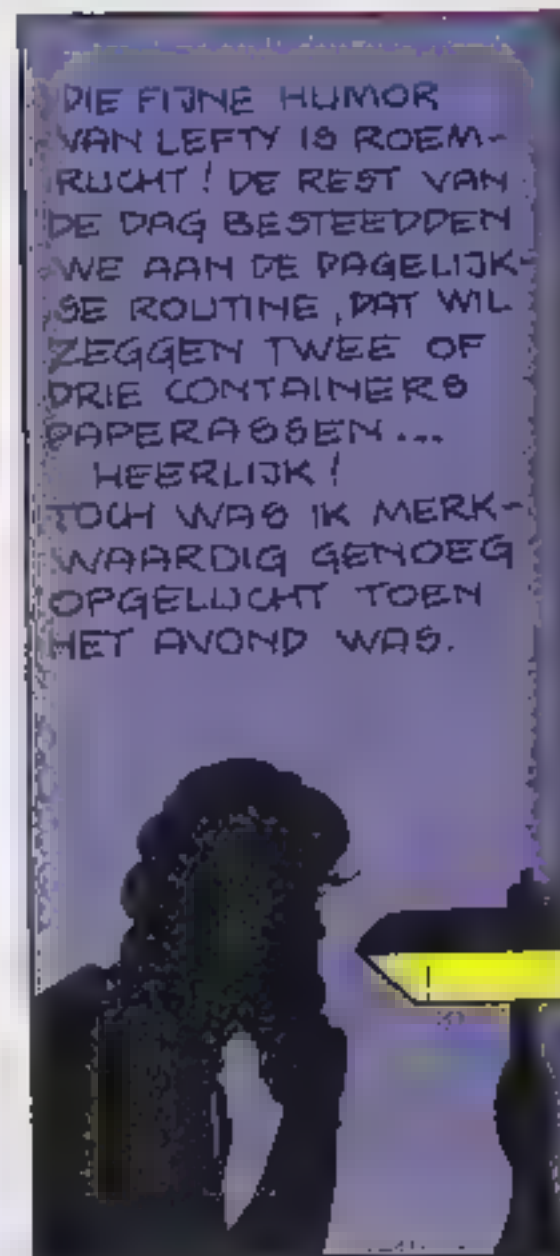 DIE FIJNE HUMOR
VAN LEFTY IS ROEM-
RUCHT! DE REST VAN
DE DAG BESTEEDDEN
WE AAN DE DAGELIJK-
SE ROUTINE, DAT WIL
ZEGGEN TWEE OF
DRIE CONTAINERS
PAPERASSEN...
HEERLIJK!
TOCH WAS IK MERK-
WAARDIG GENOEG
OPGELUCHT TOEN
HET AVOND WAS.